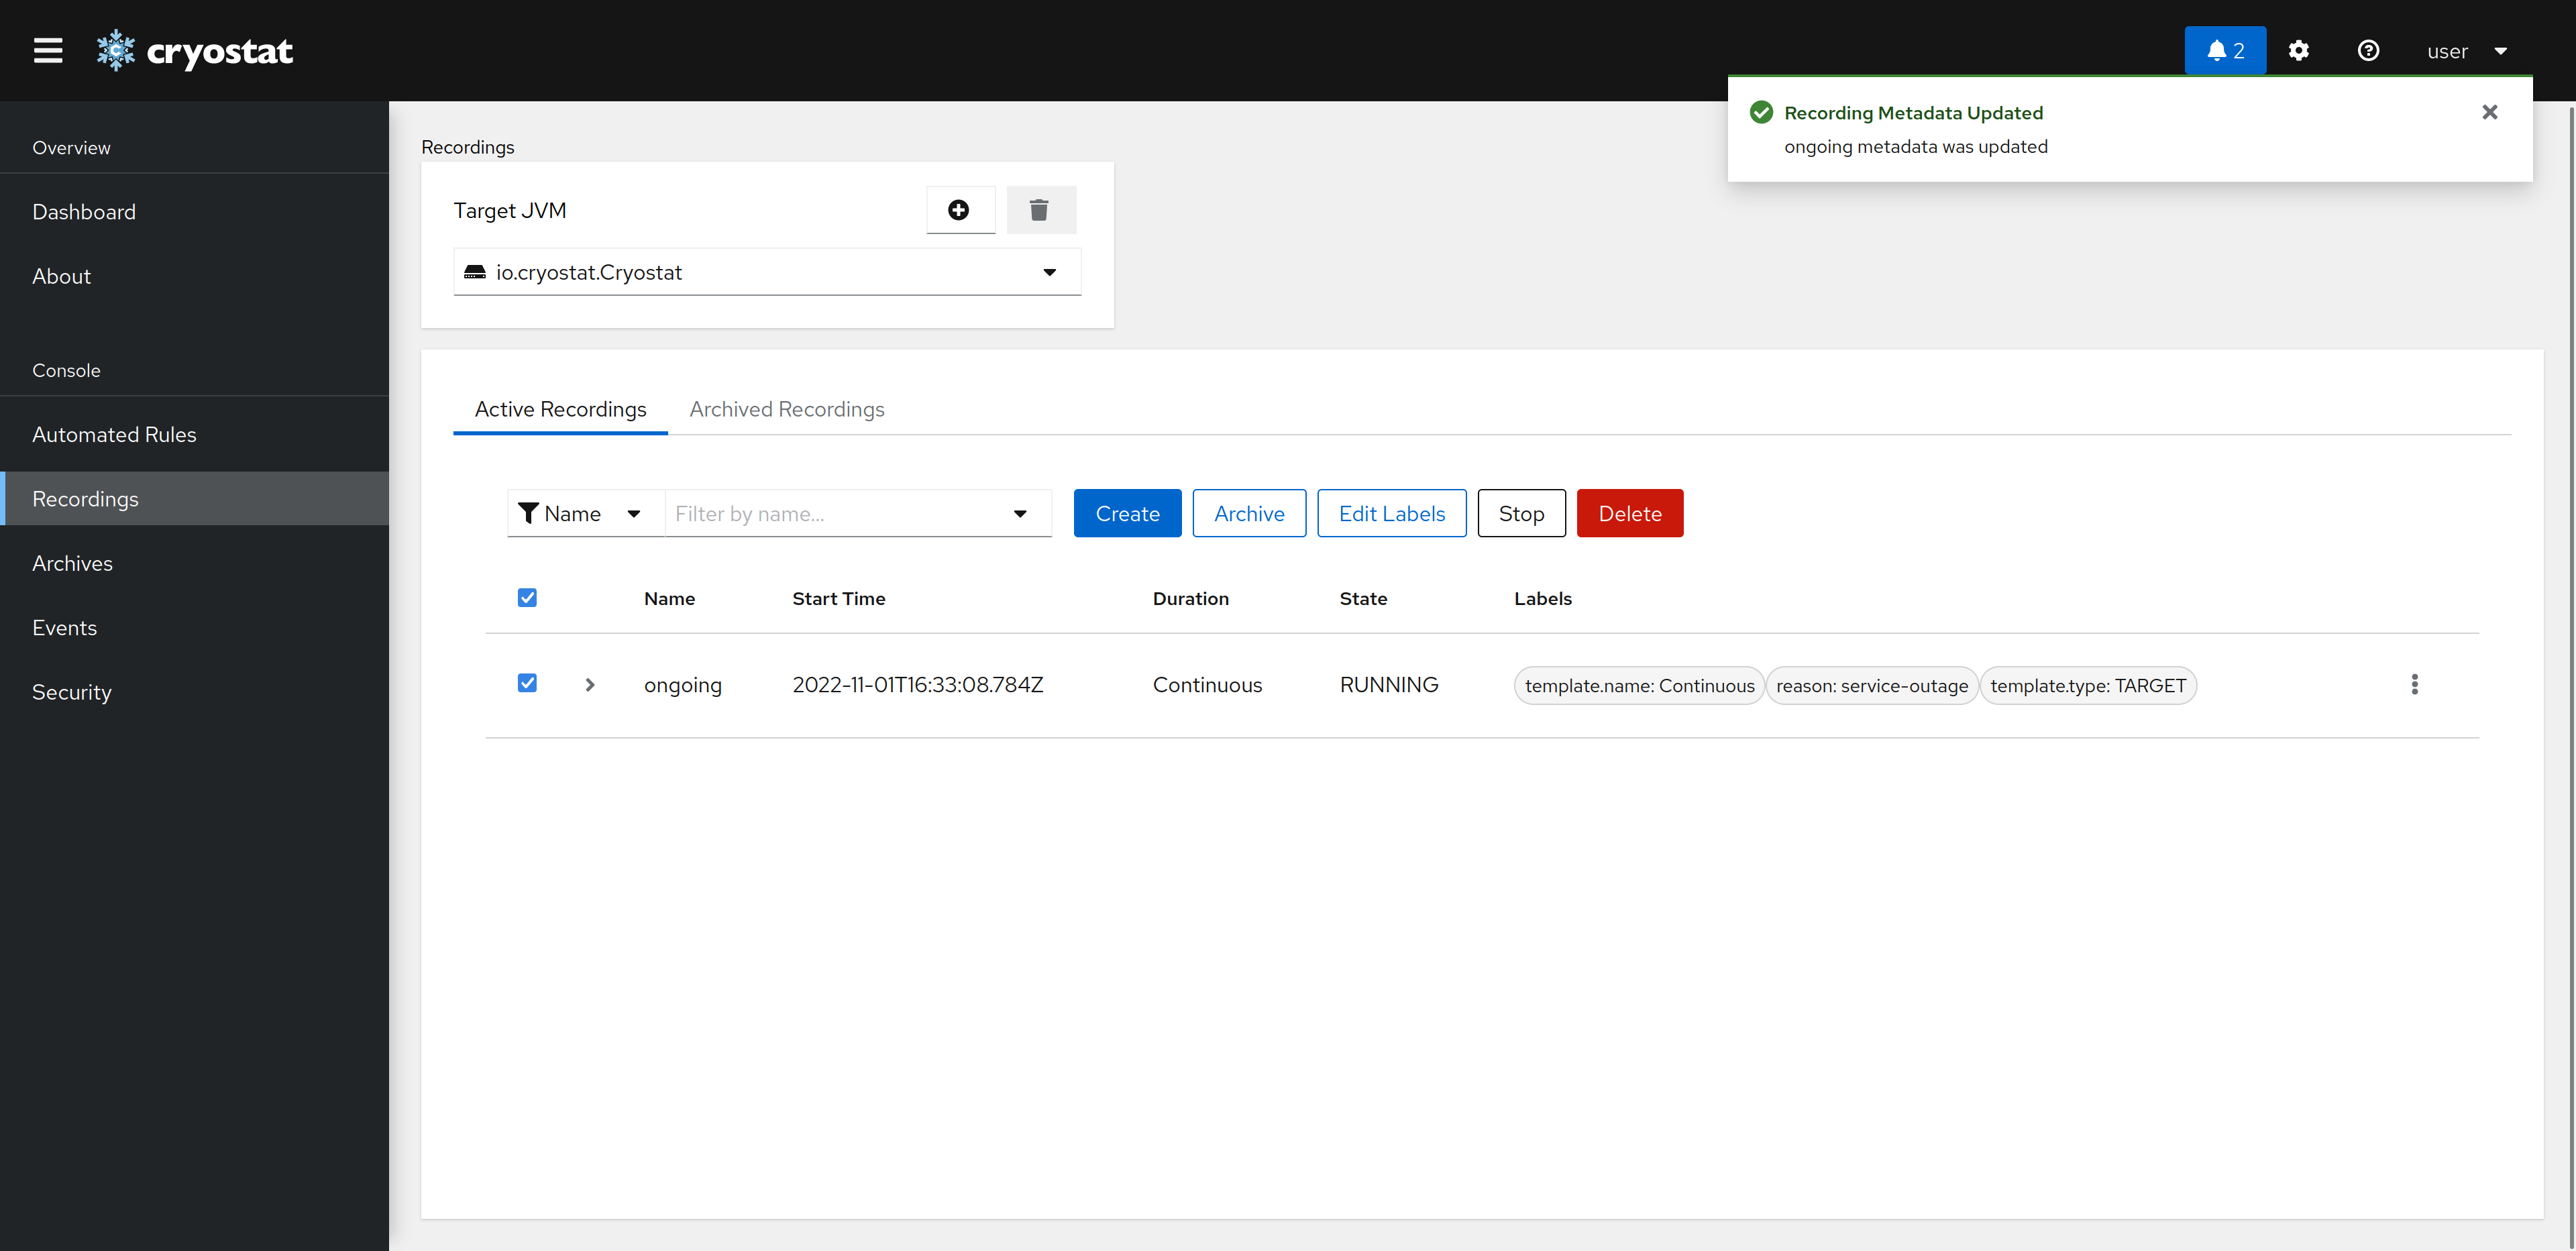 cryostat
2
user
Recording Metadata Updated
ongoing metadata was updated
Overview
Dashboard
About
Console
Automated Rules
Recordings
Archives
Events
Security
Recordings
Target JVM
io.cryostat.Cryostat
Active Recordings Archived Recordings
Name Filter by name... Create Archive Edit Labels Stop Delete
Name Start Time Duration State Labels
ongoing 2022-11-01T16:33:08.784Z Continuous RUNNING template.name: Continuous reason: service-outage template.type: TARGET